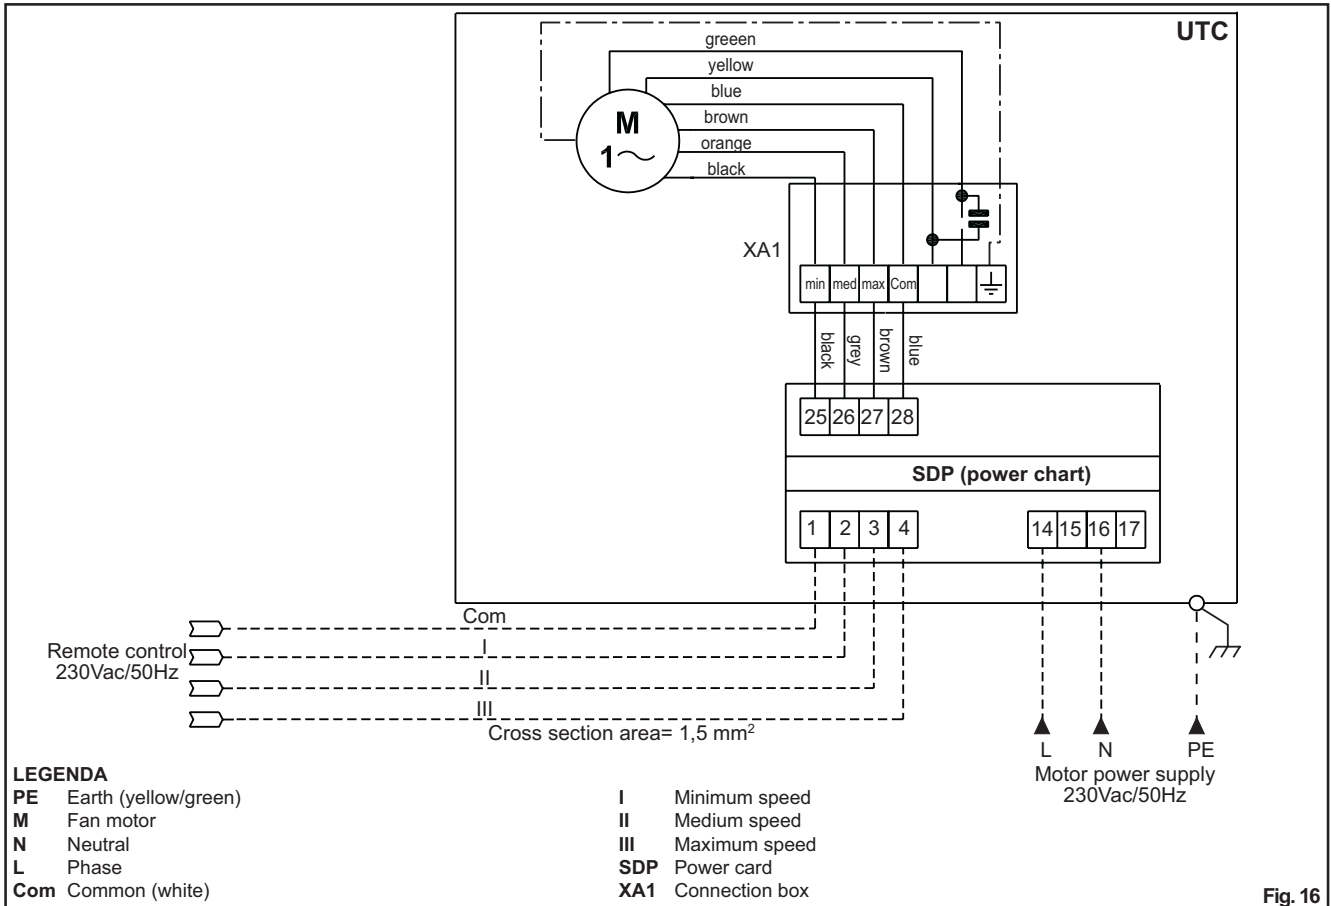 UTC
greeen
yellow
blue
brown
orange
black
M
1~
XA1
min med max Com
black grey brown blue
25 26 27 28
SDP (power chart)
1 2 3 4 14 15 16 17
Com
Remote control
230Vac/50Hz
I
II
III
Cross section area= 1,5 mm²
L N PE
Motor power supply
230Vac/50Hz
LEGENDA
PE Earth (yellow/green)
M Fan motor
N Neutral
L Phase
Com Common (white)
I Minimum speed
II Medium speed
III Maximum speed
SDP Power card
XA1 Connection box
Fig. 16